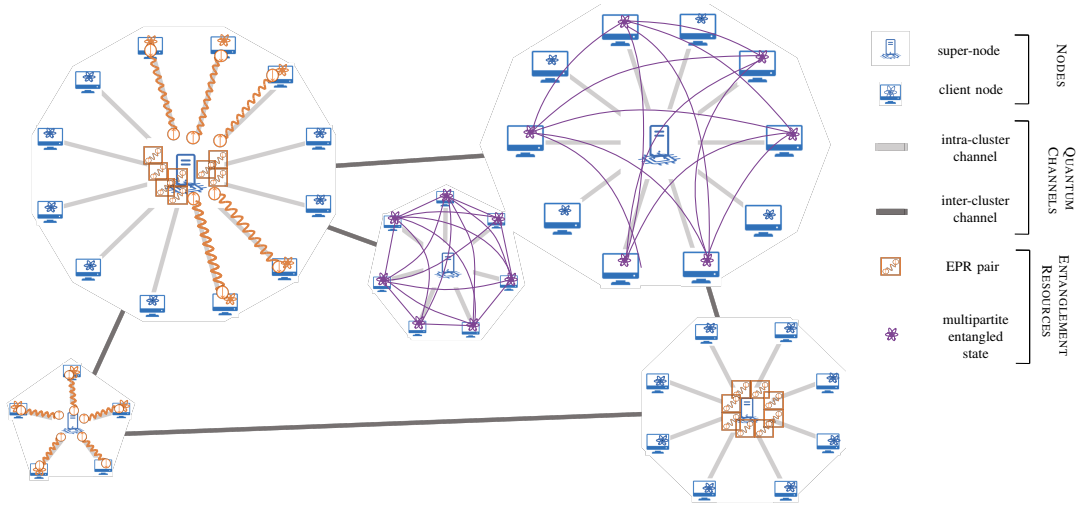 super-node
client node
NODES
intra-cluster
channel
inter-cluster
channel
QUANTUM
CHANNELS
EPR pair
multipartite
entangled
state
ENTANGLEMENT
RESOURCES